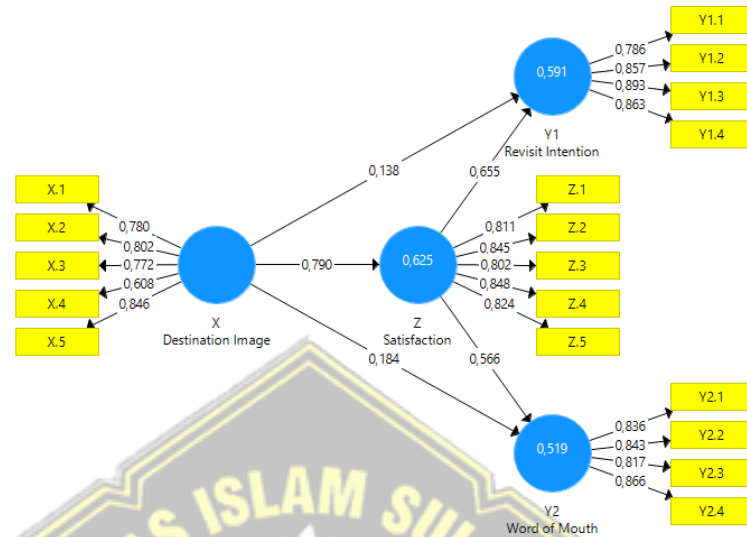 Y1.1
0,786
Y1.2
0,857
0,591
0,893
Y1.3
0,863
Y1.4
Y1
Revisit Intention
0,138
0,655
X.1
0,780
X.2
0,802
X.3
0,772
X.4
0,608
X.5
0,846
X
Destination Image
0,790
0,625
Z
Satisfaction
Z.1
0,811
Z.2
0,845
Z.3
0,802
Z.4
0,848
Z.5
0,824
0,184
0,566
Y2.1
0,836
Y2.2
0,843
0,519
0,817
Y2.3
0,866
Y2.4
Y2
Word of Mouth
ISLAM